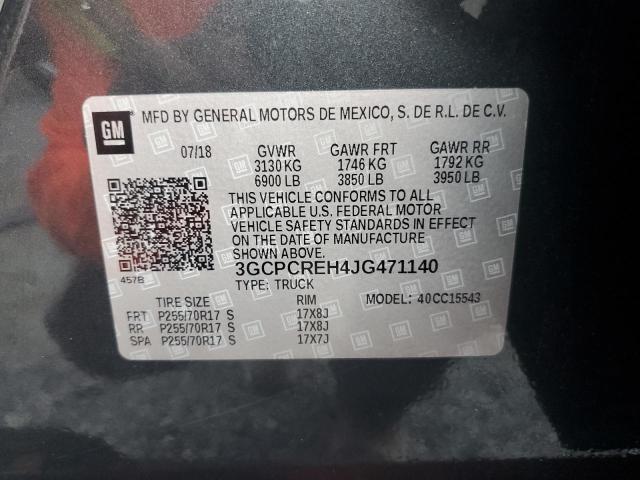 GM MFD BY GENERAL MOTORS DE MEXICO, S. DE R.L. DE C.V.
07/18 GVWR GAWR FRT GAWR RR
3130 KG 1746 KG 1792 KG
6900 LB 3850 LB 3950 LB
THIS VEHICLE CONFORMS TO ALL
APPLICABLE U.S. FEDERAL MOTOR
VEHICLE SAFETY STANDARDS IN EFFECT
ON THE DATE OF MANUFACTURE
SHOWN ABOVE.
457B 3GCPCREH4JG471140
TYPE: TRUCK
TIRE SIZE RIM MODEL: 40CC15543
FRT P255/70R17 S 17X8J
RR P255/70R17 S 17X8J
SPA P255/70R17 S 17X7J